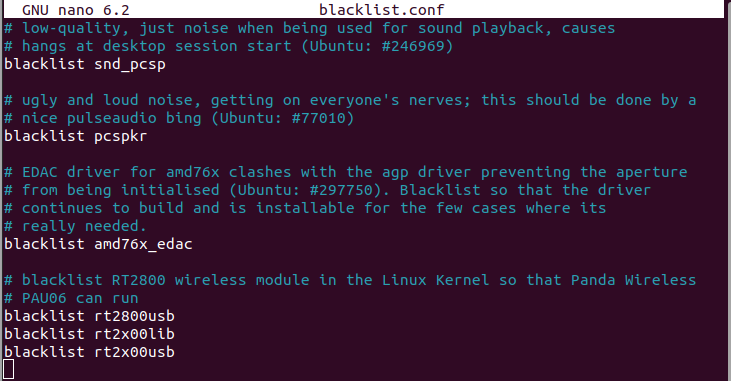 GNU nano 6.2 blacklist.conf
# low-quality, just noise when being used for sound playback, causes
# hangs at desktop session start (Ubuntu: #246969)
blacklist snd_pcsp
# ugly and loud noise, getting on everyone's nerves; this should be done by a
# nice pulseaudio bing (Ubuntu: #77010)
blacklist pcspkr
# EDAC driver for amd76x clashes with the agp driver preventing the aperture
# from being initialised (Ubuntu: #297750). Blacklist so that the driver
# continues to build and is installable for the few cases where its
# really needed.
blacklist amd76x_edac
# blacklist RT2800 wireless module in the Linux Kernel so that Panda Wireless
# PAU06 can run
blacklist rt2800usb
blacklist rt2x00lib
blacklist rt2x00usb